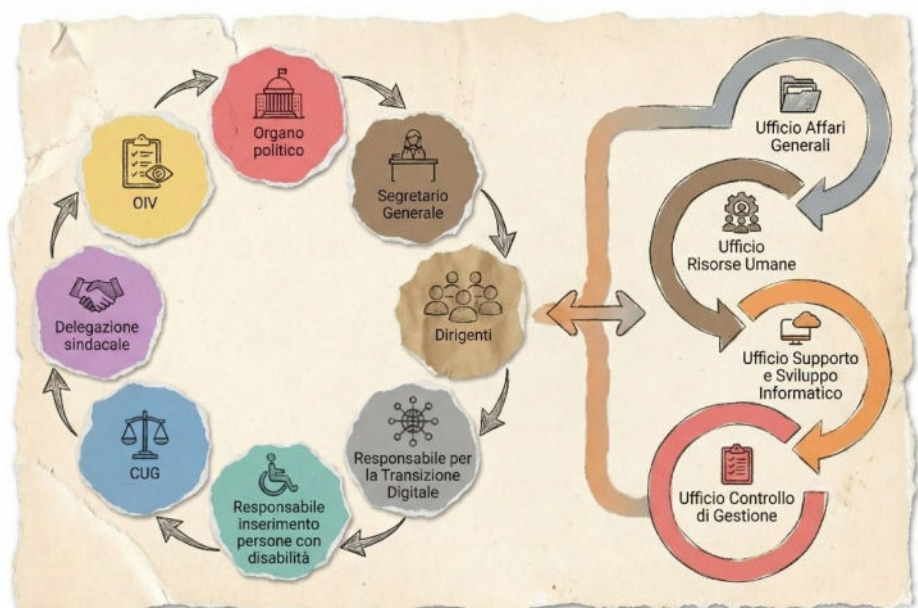 Organo
politico
Segretario
Generale
Dirigenti
Responsabile per
la Transizione
Digitale
Responsabile
inserimento
persone con
disabilità
CUG
Delegazione
sindacale
OIV
Ufficio Affari
Generali
Ufficio
Risorse Umane
Ufficio Supporto
e Sviluppo
Informatico
Ufficio Controllo
di Gestione